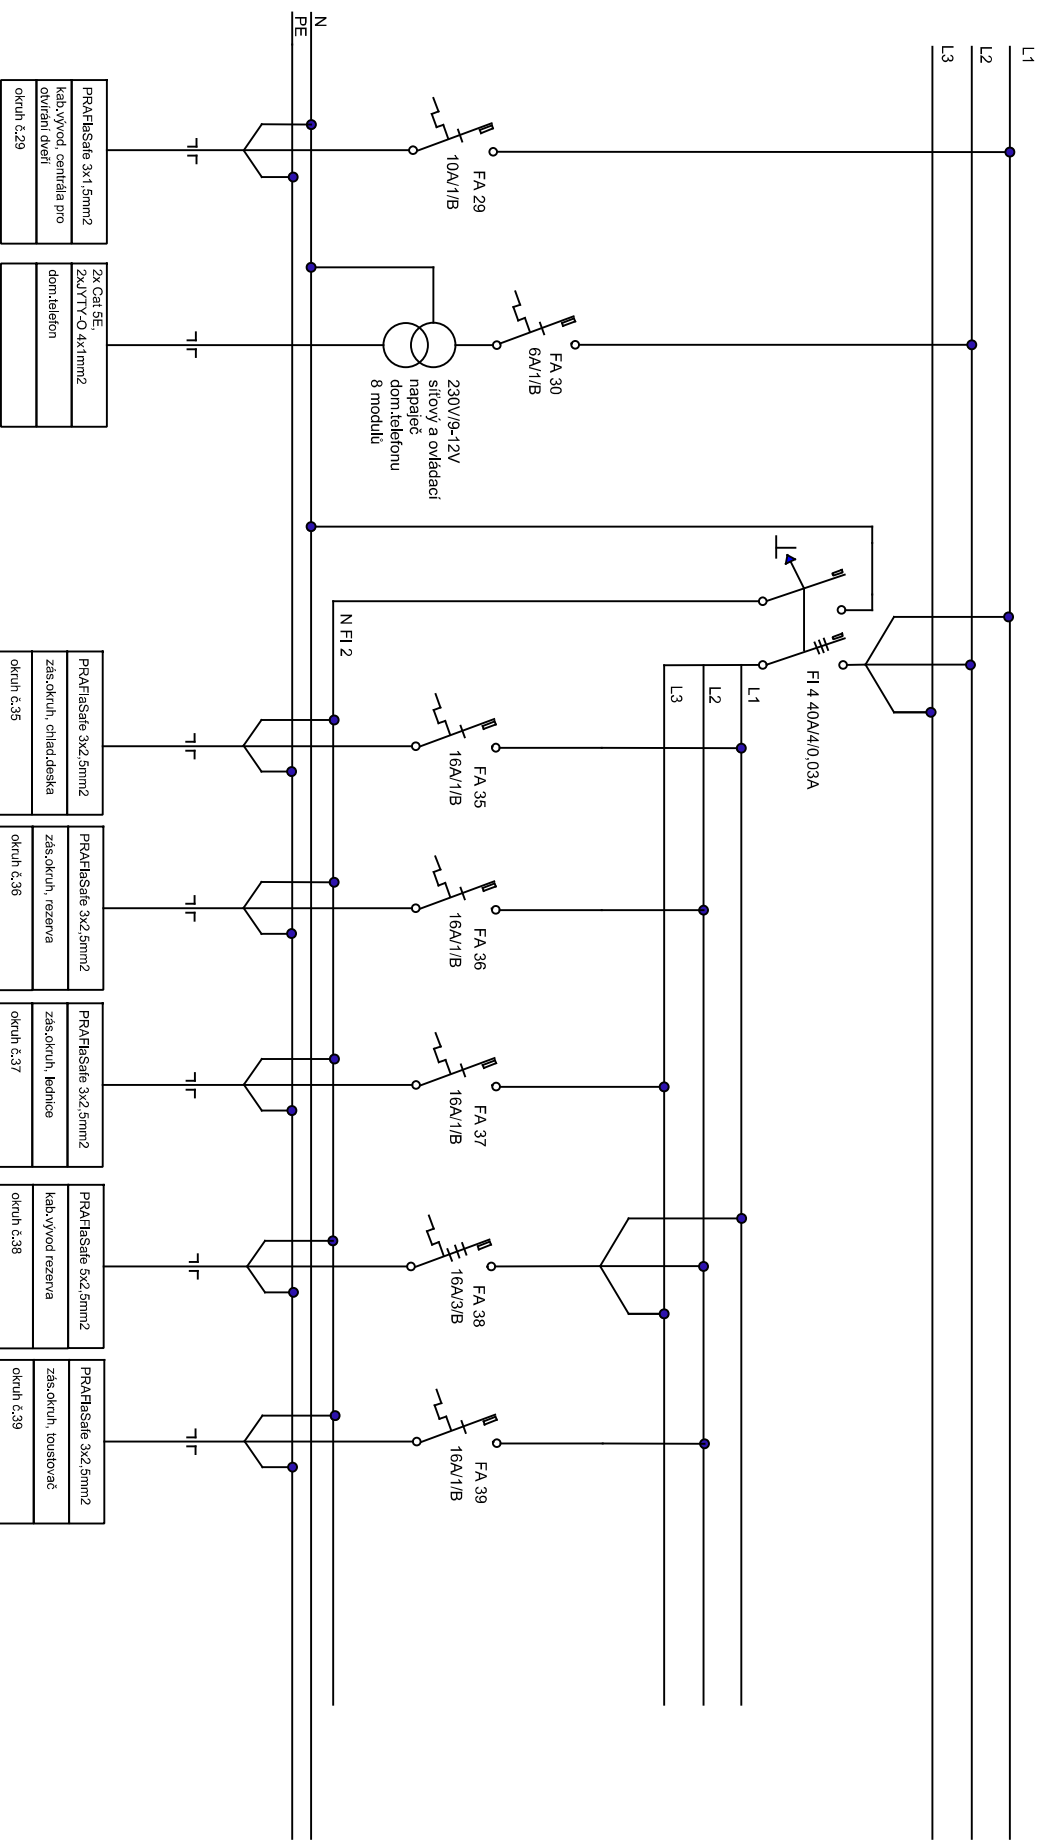 L1
L2
L3
N
PE
FA 29
10A/1/B
FA 30
6A/1/B
230V/9-12V
síťový a ovládací
napaječ
dom.telefonu
8 modulů
FI 4 40A/4/0,03A
L1
L2
L3
N FI 2
FA 35
16A/1/B
FA 36
16A/1/B
FA 37
16A/1/B
FA 38
16A/3/B
FA 39
16A/1/B
PRAFlaSafe 3x1,5mm2
kab.vývod, centrála pro
otvírání dveří
okruh č.29
2x Cat 5E,
2xJYTY-O 4x1mm2
dom.telefon
PRAFlaSafe 3x2,5mm2
zás.okruh, chlad.deska
okruh č.35
PRAFlaSafe 3x2,5mm2
zás.okruh, rezerva
okruh č.36
PRAFlaSafe 3x2,5mm2
zás.okruh, lednice
okruh č.37
PRAFlaSafe 5x2,5mm2
kab.vývod rezerva
okruh č.38
PRAFlaSafe 3x2,5mm2
zás.okruh, toustovač
okruh č.39